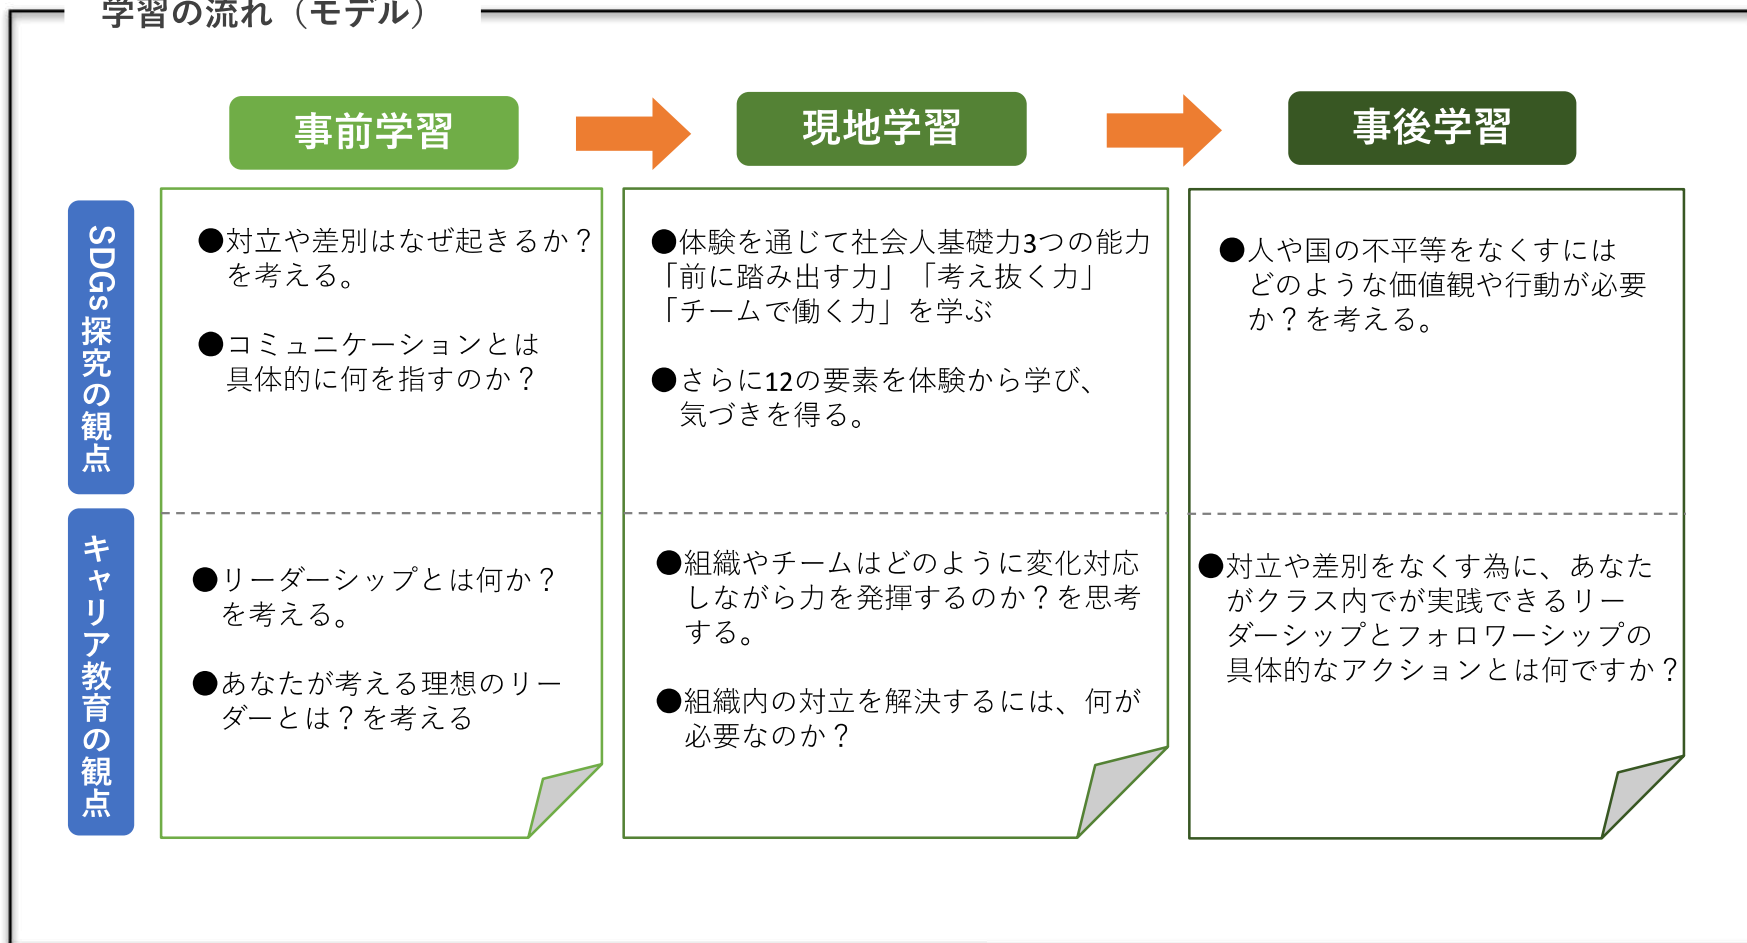 学習の流れ（モデル）
事前学習
現地学習
事後学習
SDGs探究の観点
●対立や差別はなぜ起きるか？
を考える。
●コミュニケーションとは
具体的に何を指すのか？
●体験を通じて社会人基礎力3つの能力
「前に踏み出す力」「考え抜く力」
「チームで働く力」を学ぶ
●さらに12の要素を体験から学び、
気づきを得る。
●人や国の不平等をなくすには
どのような価値観や行動が必要
か？を考える。
キャリア教育の観点
●リーダーシップとは何か？
を考える。
●あなたが考える理想のリー
ダーとは？を考える
●組織やチームはどのように変化対応
しながら力を発揮するのか？を思考
する。
●組織内の対立を解決するには、何が
必要なのか？
●対立や差別をなくす為に、あなた
がクラス内でが実践できるリー
ダーシップとフォロワーシップの
具体的なアクションとは何ですか？